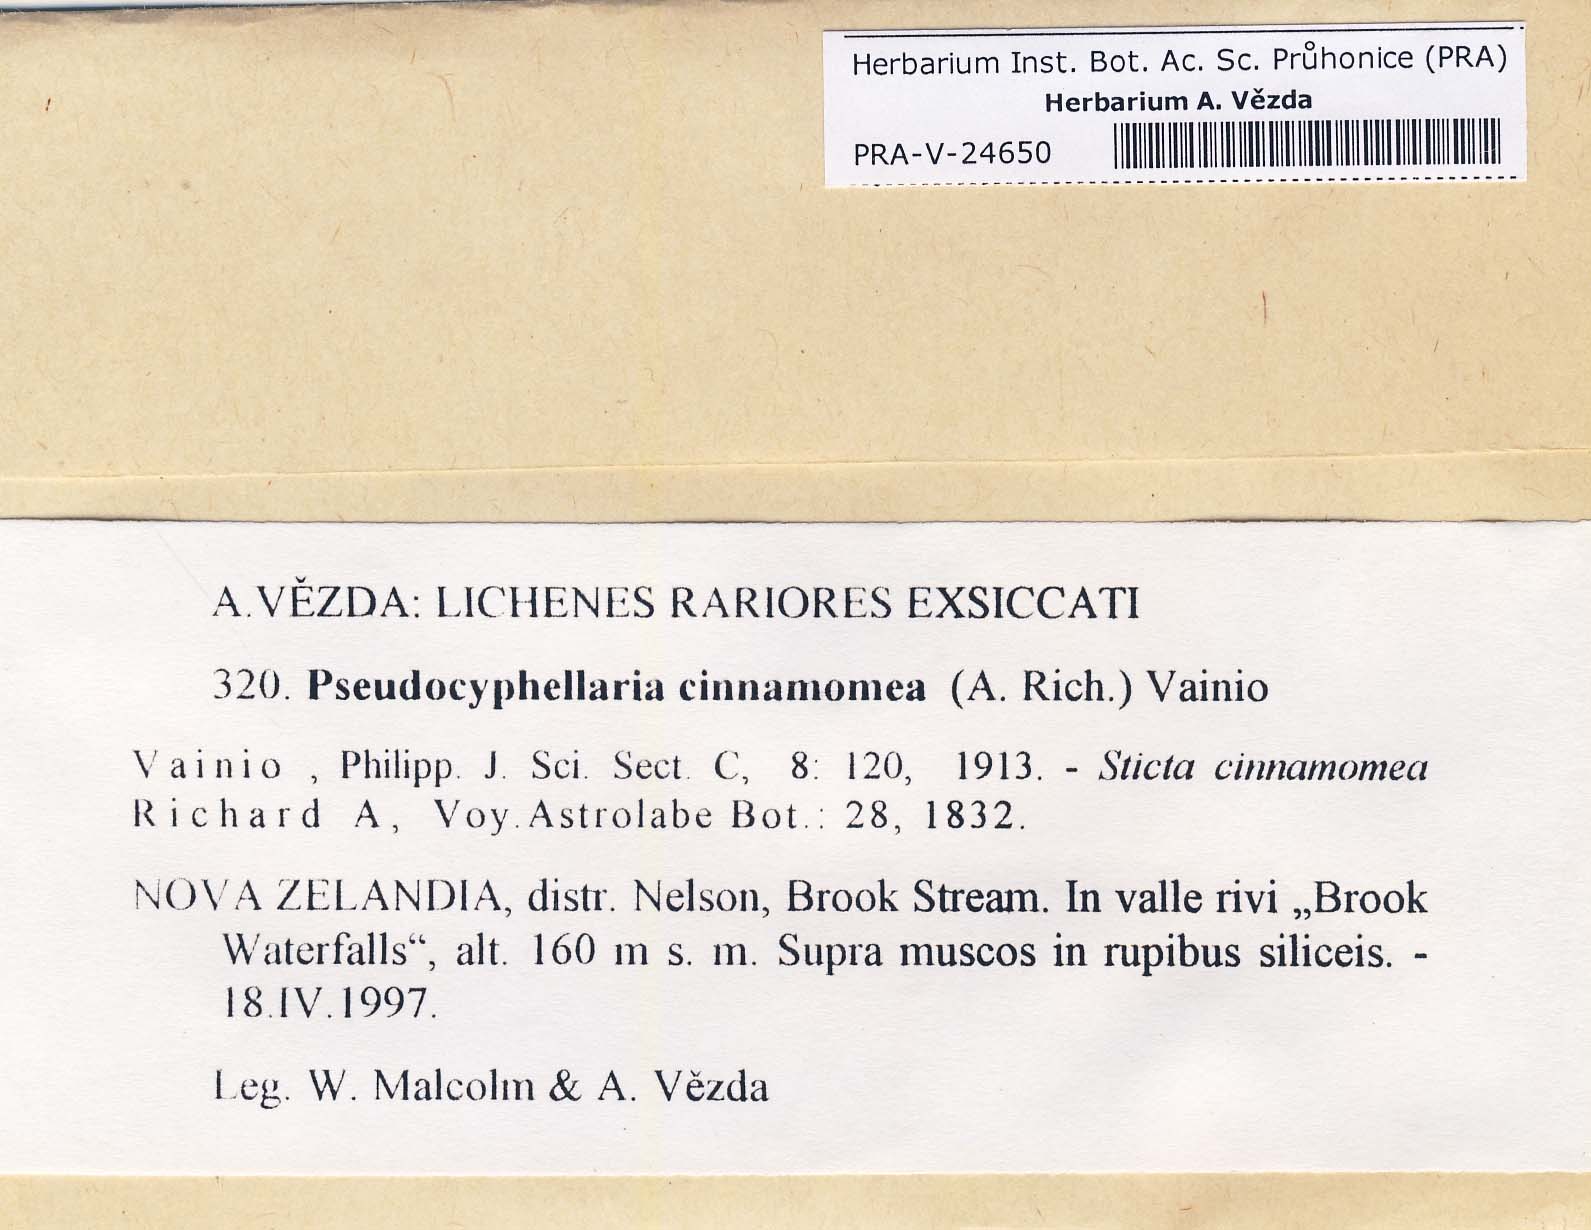 Herbarium Inst. Bot. Ac. Sc. Průhonice (PRA)
Herbarium A. Vězda
PRA-V-24650
A.VĚZDA: LICHENES RARIORES EXSICCATI
320. Pseudocyphellaria cinnamomea (A. Rich.) Vainio
Vainio , Philipp. J. Sci. Sect. C, 8: 120, 1913. - Sticta cinnamomea
Richard A, Voy.Astrolabe Bot.: 28, 1832.
NOVA ZELANDIA, distr. Nelson, Brook Stream. In valle rivi „Brook
Waterfalls“, alt. 160 m s. m. Supra muscos in rupibus siliceis. -
18.IV.1997.
Leg. W. Malcolm & A. Vězda